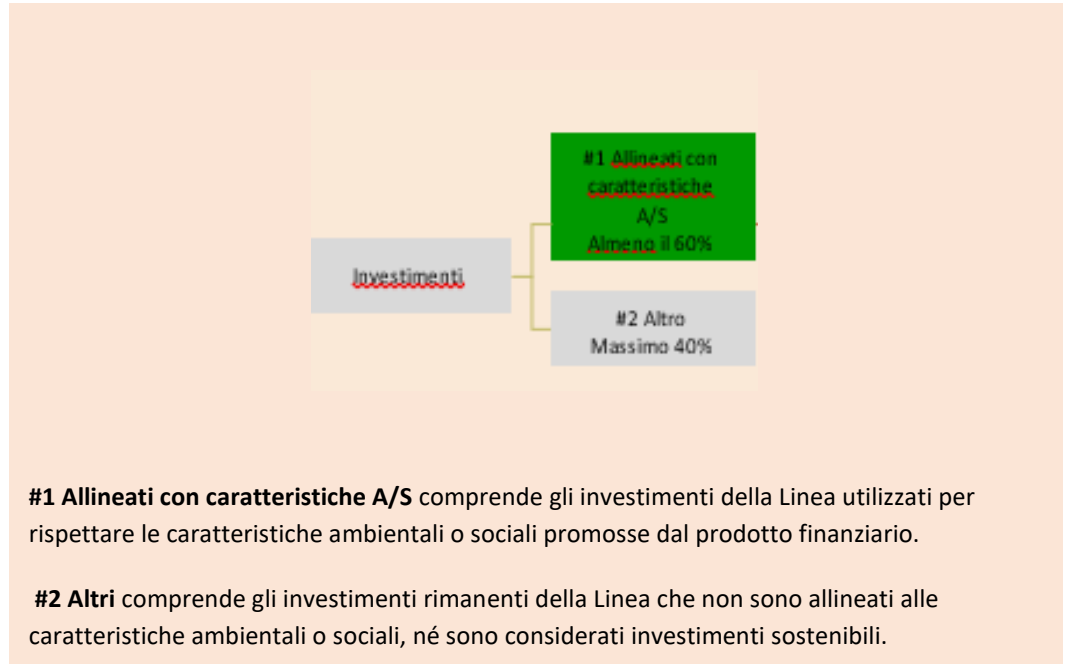 #1 Allineati con
caratteristiche
A/S
Almeno il 60%
Investimenti
#2 Altro
Massimo 40%
#1 Allineati con caratteristiche A/S comprende gli investimenti della Linea utilizzati per
rispettare le caratteristiche ambientali o sociali promosse dal prodotto finanziario.
#2 Altri comprende gli investimenti rimanenti della Linea che non sono allineati alle
caratteristiche ambientali o sociali, né sono considerati investimenti sostenibili.